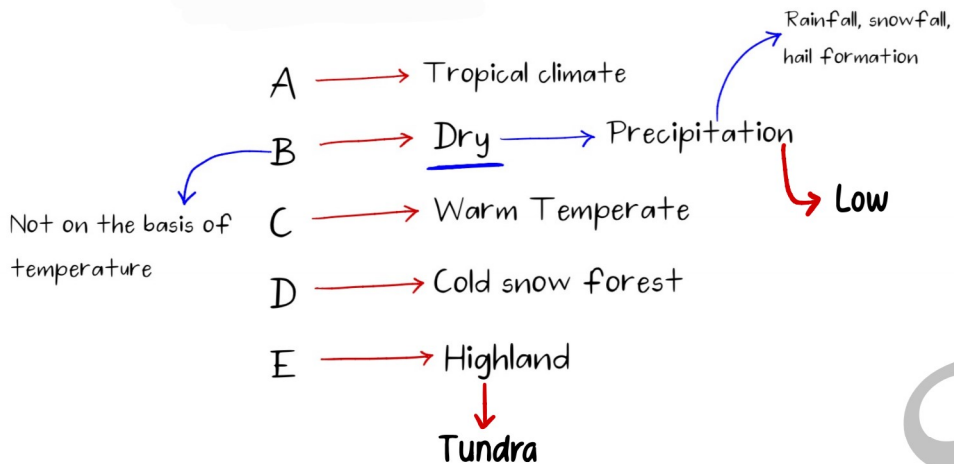 Rainfall, snowfall,
hail formation
A → Tropical climate
B → Dry → Precipitation
Low
Not on the basis of
temperature
C → Warm Temperate
D → Cold snow forest
E → Highland
Tundra